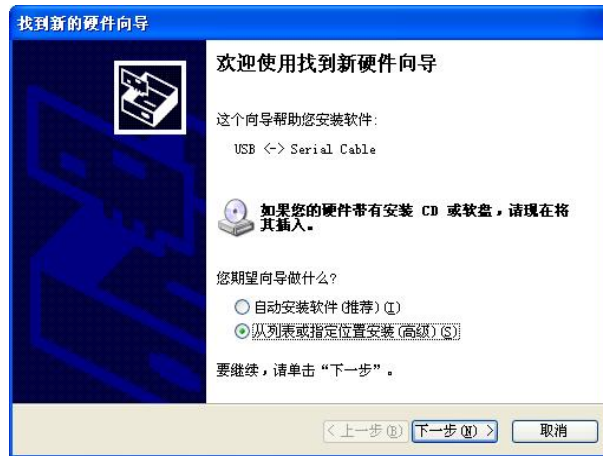 找到新的硬件向导
欢迎使用找到新硬件向导
这个向导帮助您安装软件:
USB <-> Serial Cable
如果您的硬件带有安装 CD 或软盘，请现在将
其插入。
您期望向导做什么?
自动安装软件(推荐)(I)
从列表或指定位置安装(高级)(S)
要继续，请单击“下一步”。
<上一步(B) 下一步(N)> 取消